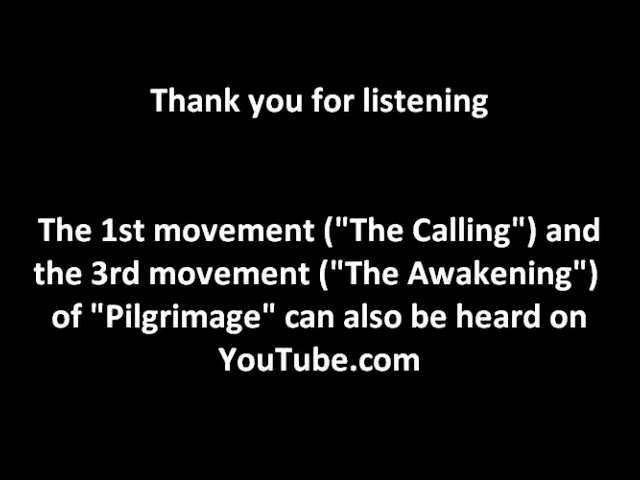 Thank you for listening
The 1st movement ("The Calling") and
the 3rd movement ("The Awakening")
of "Pilgrimage" can also be heard on
YouTube.com